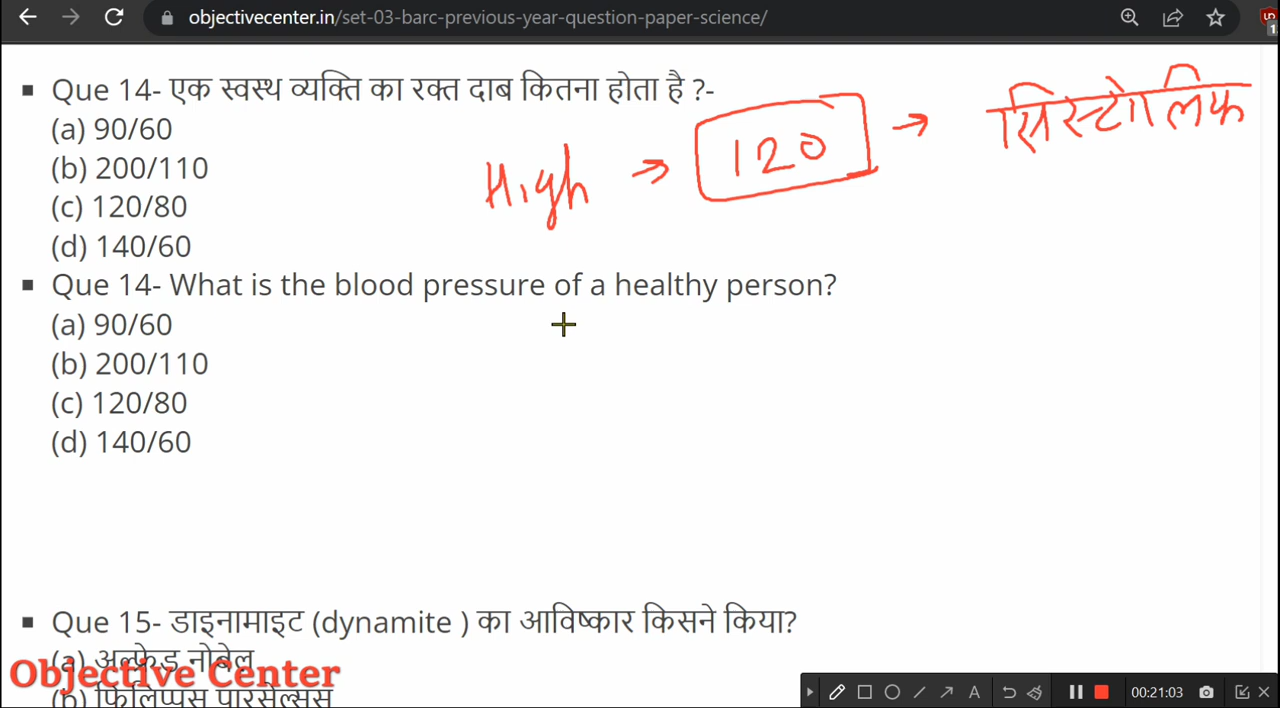 objectivecenter.in/set-03-barc-previous-year-question-paper-science/
Que 14- एक स्वस्थ व्यक्ति का रक्त दाब कितना होता है ?-
(a) 90/60
(b) 200/110
(c) 120/80
(d) 140/60
High → 120 → सिस्टोलिक
Que 14- What is the blood pressure of a healthy person?
(a) 90/60
(b) 200/110
(c) 120/80
(d) 140/60
Que 15- डाइनामाइट (dynamite ) का आविष्कार किसने किया?
(a) अल्फ्रेड नोबेल
Objective Center
(b) फिलिप्पस पारसेल्सस
00:21:03